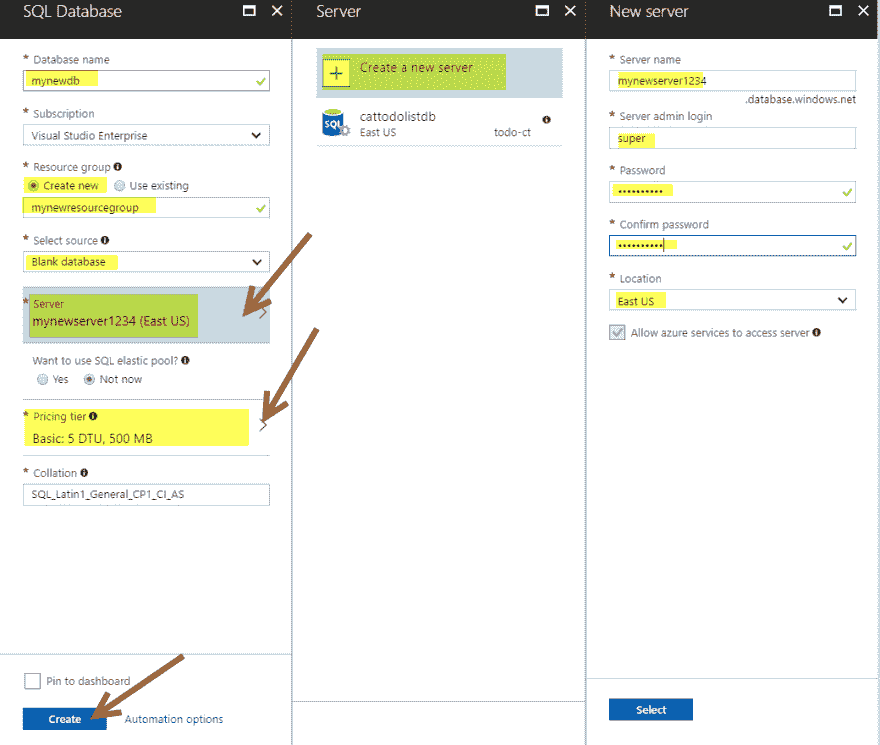 SQL Database
* Database name
mynewdb
* Subscription
Visual Studio Enterprise
* Resource group
Create new Use existing
mynewresourcegroup
* Select source
Blank database
* Server
mynewserver1234 (East US)
Want to use SQL elastic pool?
Yes Not now
* Pricing tier
Basic: 5 DTU, 500 MB
* Collation
SQL_Latin1_General_CP1_CI_AS
Pin to dashboard
Create Automation options
Server
Create a new server
SQL
cattodolistdb
East US todo-ct
New server
* Server name
mynewserver1234
.database.windows.net
* Server admin login
super
* Password
••••••••••
* Confirm password
••••••••••
* Location
East US
Allow azure services to access server
Select